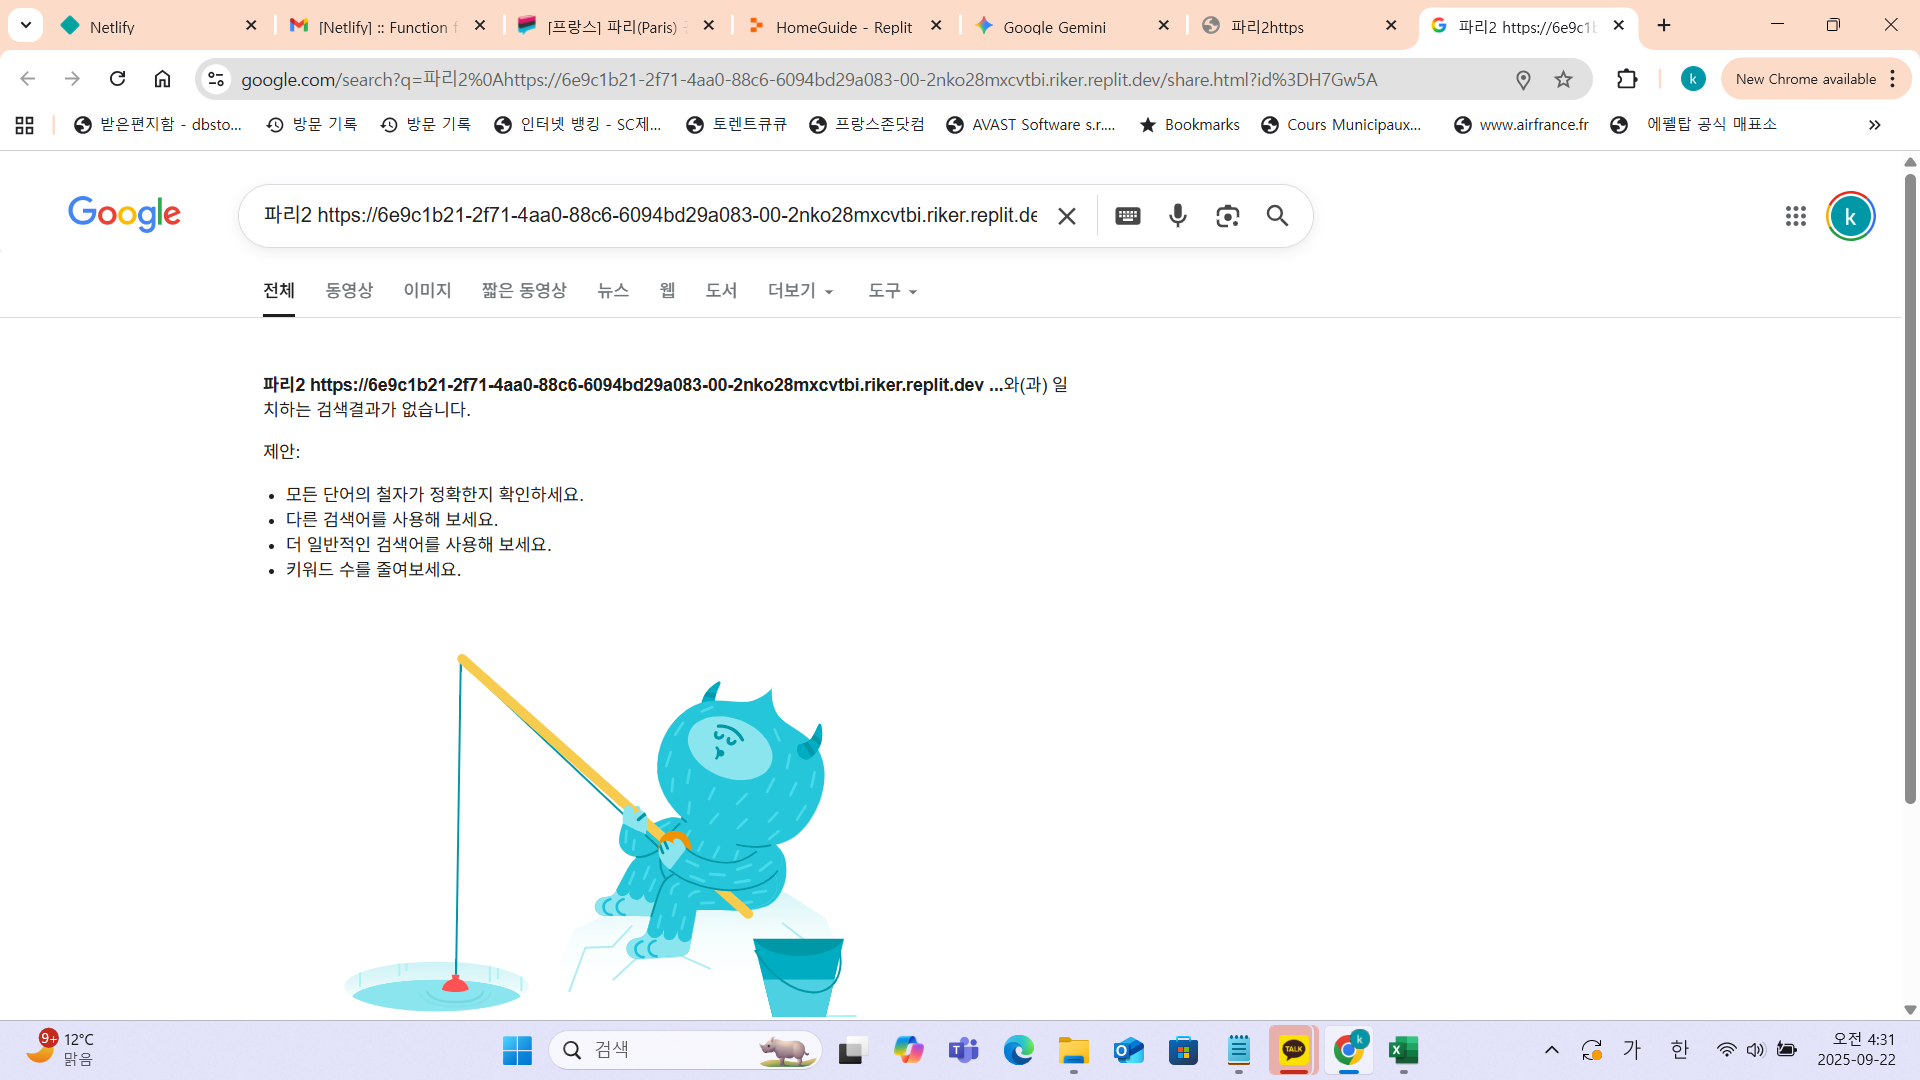 Netlify
[Netlify] :: Function f
[프랑스] 파리(Paris)
HomeGuide - Replit
Google Gemini
파리2https
파리2 https://6e9c1b
google.com/search?q=파리2%0Ahttps://6e9c1b21-2f71-4aa0-88c6-6094bd29a083-00-2nko28mxcvtbi.riker.replit.dev/share.html?id%3DH7Gw5A
k
New Chrome available
받은편지함 - dbsto...
방문 기록
방문 기록
인터넷 뱅킹 - SC제...
토렌트큐큐
프랑스존닷컴
AVAST Software s.r....
Bookmarks
Cours Municipaux...
www.airfrance.fr
에펠탑 공식 매표소
Google
파리2 https://6e9c1b21-2f71-4aa0-88c6-6094bd29a083-00-2nko28mxcvtbi.riker.replit.de
k
전체
동영상
이미지
짧은 동영상
뉴스
웹
도서
더보기
도구
파리2 https://6e9c1b21-2f71-4aa0-88c6-6094bd29a083-00-2nko28mxcvtbi.riker.replit.dev ...와(과) 일
치하는 검색결과가 없습니다.
제안:
모든 단어의 철자가 정확한지 확인하세요.
다른 검색어를 사용해 보세요.
더 일반적인 검색어를 사용해 보세요.
키워드 수를 줄여보세요.
9+
12°C
맑음
검색
TALK
k
가
한
오전 4:31
2025-09-22